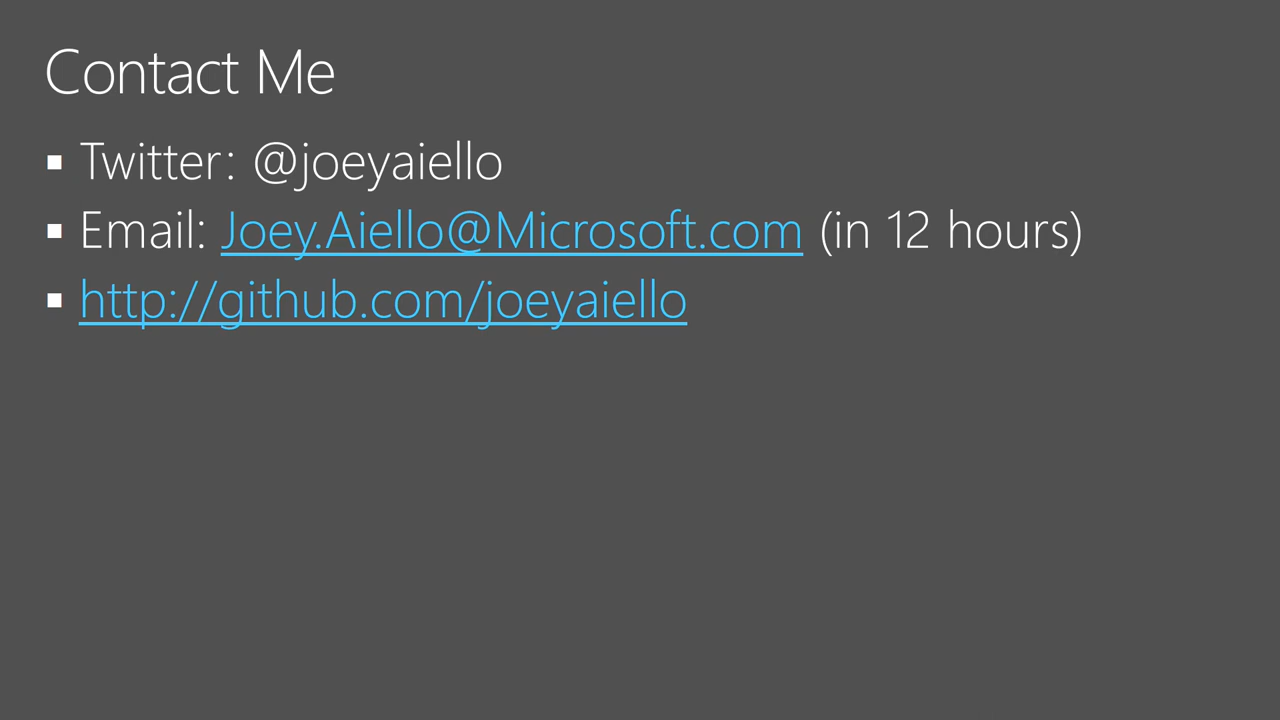 Contact Me
Twitter: @joeyaiello
Email: Joey.Aiello@Microsoft.com (in 12 hours)
http://github.com/joeyaiello